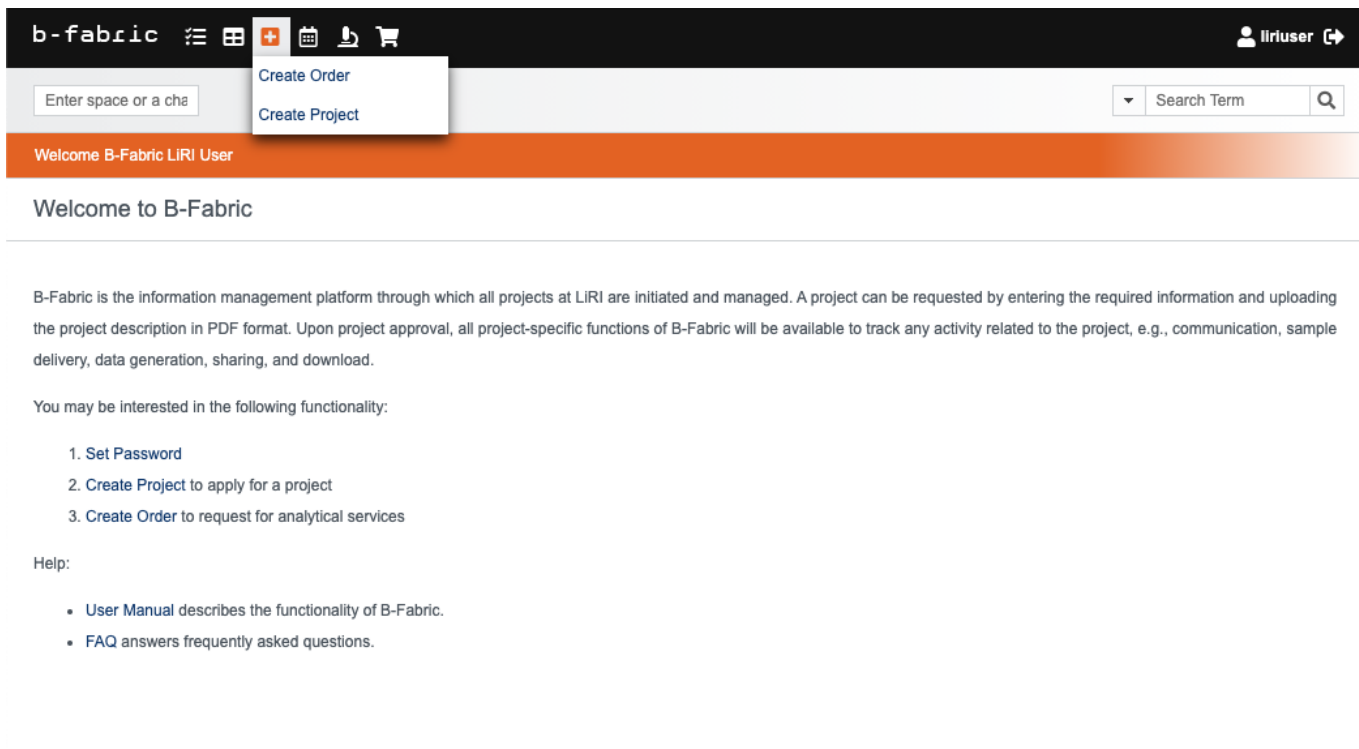 b-fabric
liriuser
Create Order
Create Project
Enter space or a cha
Search Term
Welcome B-Fabric LiRI User
Welcome to B-Fabric
B-Fabric is the information management platform through which all projects at LiRI are initiated and managed. A project can be requested by entering the required information and uploading
the project description in PDF format. Upon project approval, all project-specific functions of B-Fabric will be available to track any activity related to the project, e.g., communication, sample
delivery, data generation, sharing, and download.
You may be interested in the following functionality:
1. Set Password
2. Create Project to apply for a project
3. Create Order to request for analytical services
Help:
• User Manual describes the functionality of B-Fabric.
• FAQ answers frequently asked questions.